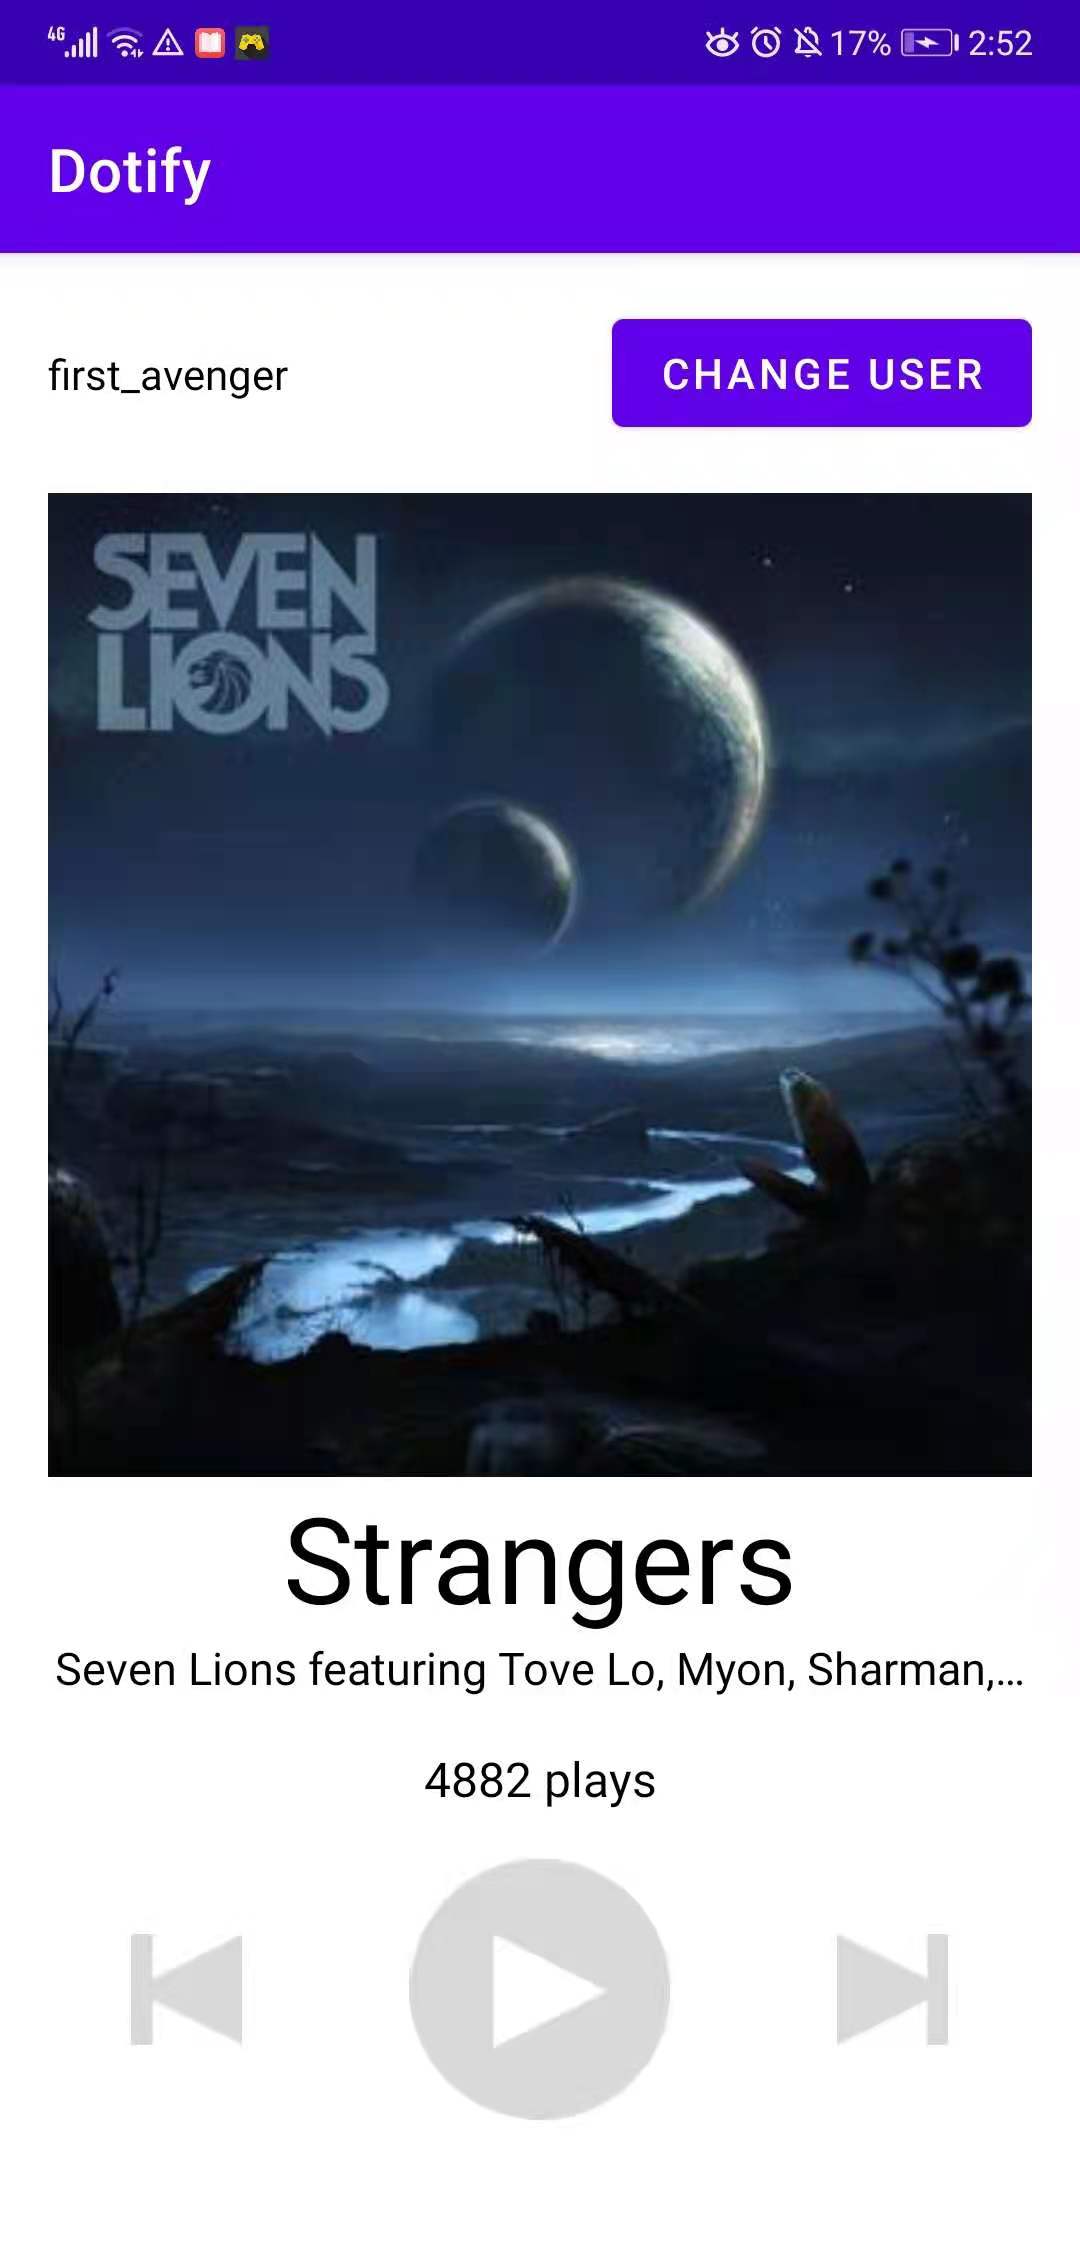 4G 17% 2:52
Dotify
first_avenger CHANGE USER
SEVEN
LIONS
Strangers
Seven Lions featuring Tove Lo, Myon, Sharman,...
4882 plays